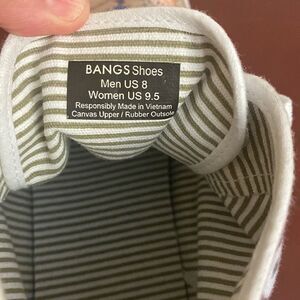 BANGS Shoes
Men US 8
Women US 9.5
Responsibly Made in Vietnam
Canvas Upper / Rubber Outsole